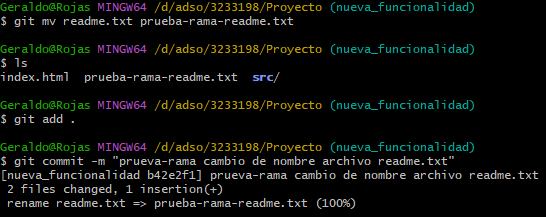 Geraldo@Rojas MINGW64 /d/adso/3233198/Proyecto (nueva_funcionalidad)
$ git mv readme.txt prueba-rama-readme.txt
Geraldo@Rojas MINGW64 /d/adso/3233198/Proyecto (nueva_funcionalidad)
$ ls
index.html  prueba-rama-readme.txt  src/
Geraldo@Rojas MINGW64 /d/adso/3233198/Proyecto (nueva_funcionalidad)
$ git add .
Geraldo@Rojas MINGW64 /d/adso/3233198/Proyecto (nueva_funcionalidad)
$ git commit -m "prueva-rama cambio de nombre archivo readme.txt"
[nueva_funcionalidad b42e2f1] prueva-rama cambio de nombre archivo readme.txt
 2 files changed, 1 insertion(+)
 rename readme.txt => prueba-rama-readme.txt (100%)